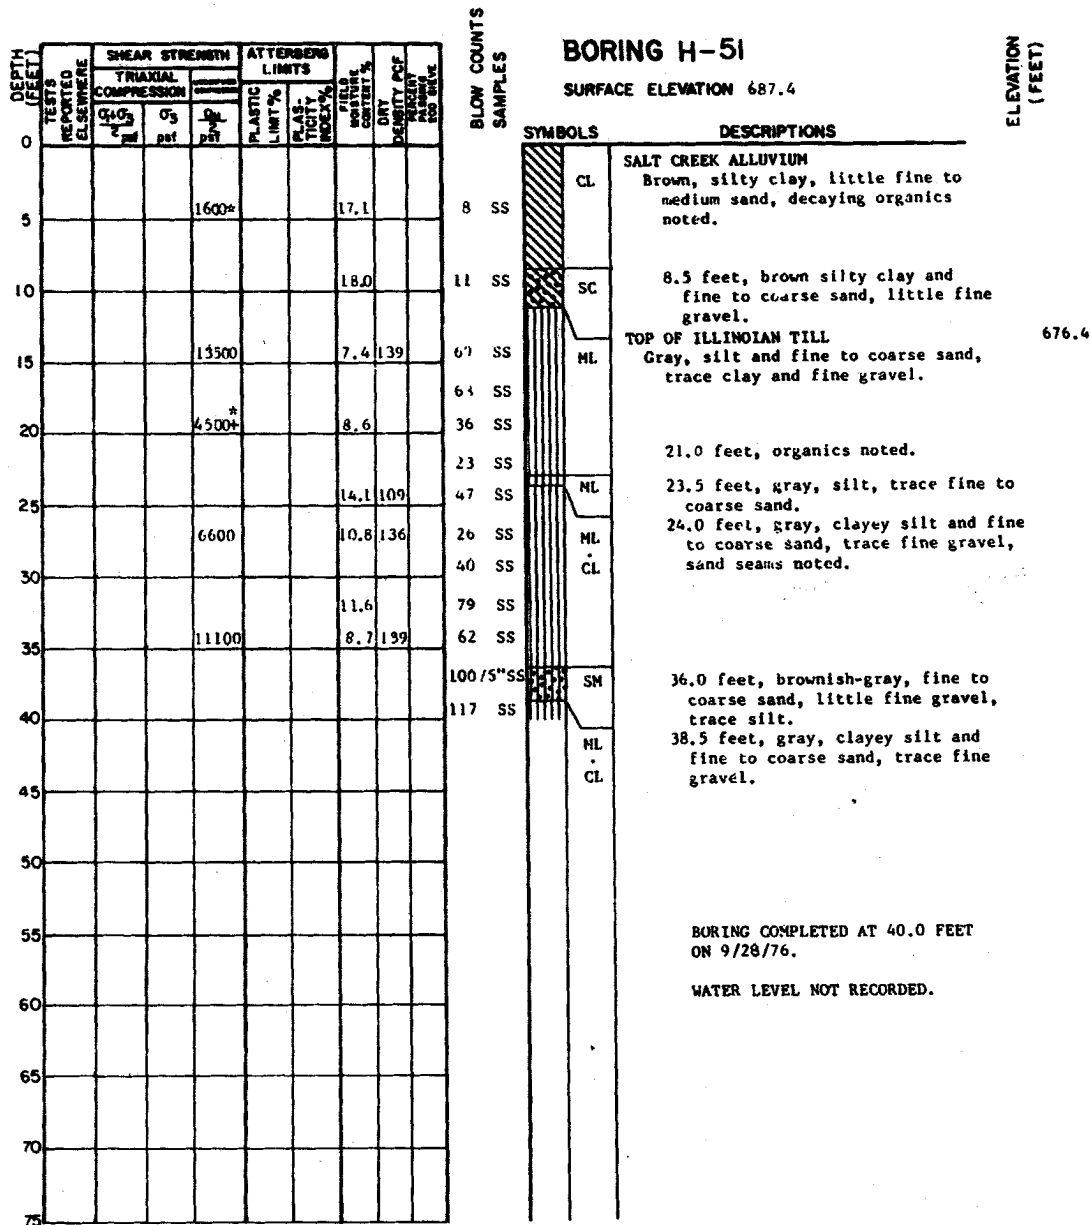 BORING H-51
SURFACE ELEVATION 687.4
DEPTH (FEET)
TESTS REPORTED ELSEWHERE
SHEAR STRENGTH
TRIAXIAL COMPRESSION
σ3 psf
psf
ATTERBERG LIMITS
PLASTIC LIMIT %
PLAS-TICITY INDEX %
FIELD MOISTURE CONTENT %
DRY DENSITY PCF
PERCENT PASSING 200 SIEVE
BLOW COUNTS
SAMPLES
SYMBOLS
DESCRIPTIONS
ELEVATION (FEET)
0
SALT CREEK ALLUVIUM
CL
Brown, silty clay, little fine to
medium sand, decaying organics
noted.
1600* 17.1 8 SS
5
8.5 feet, brown silty clay and
fine to coarse sand, little fine
gravel.
18.0 11 SS SC
10
TOP OF ILLINOIAN TILL 676.4
Gray, silt and fine to coarse sand,
trace clay and fine gravel.
13500 7.4 139 SS ML
15
SS
*
4500+ 8.6 36 SS
20
21.0 feet, organics noted.
23 SS
23.5 feet, gray, silt, trace fine to
coarse sand.
14.1 109 47 SS ML
25
24.0 feet, gray, clayey silt and fine
to coarse sand, trace fine gravel,
sand seams noted.
6600 10.8 136 26 SS ML
40 SS CL
30
11.6 79 SS
11100 8.7 139 62 SS
35
100/5"SS SM
36.0 feet, brownish-gray, fine to
coarse sand, little fine gravel,
trace silt.
117 SS
40
38.5 feet, gray, clayey silt and
fine to coarse sand, trace fine
gravel.
ML
CL
45
50
55
BORING COMPLETED AT 40.0 FEET
ON 9/28/76.
WATER LEVEL NOT RECORDED.
60
65
70
75